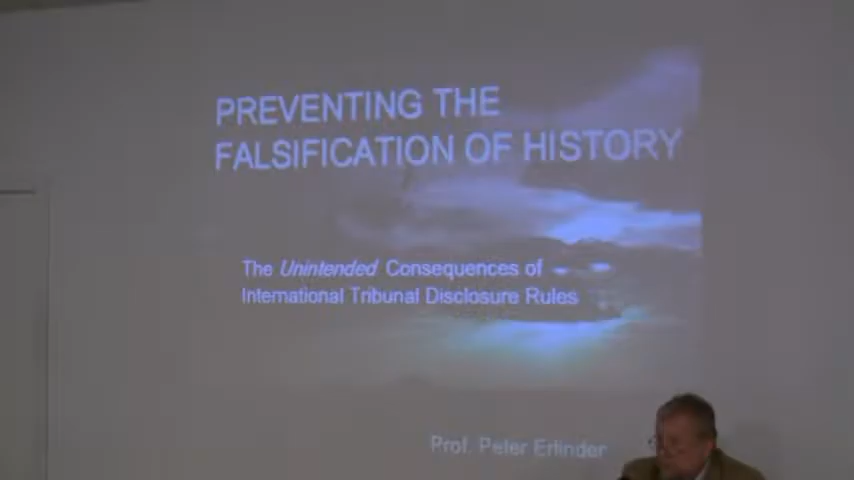 PREVENTING THE
FALSIFICATION OF HISTORY
The Unintended Consequences of
International Tribunal Disclosure Rules
Prof. Peter Erlinder